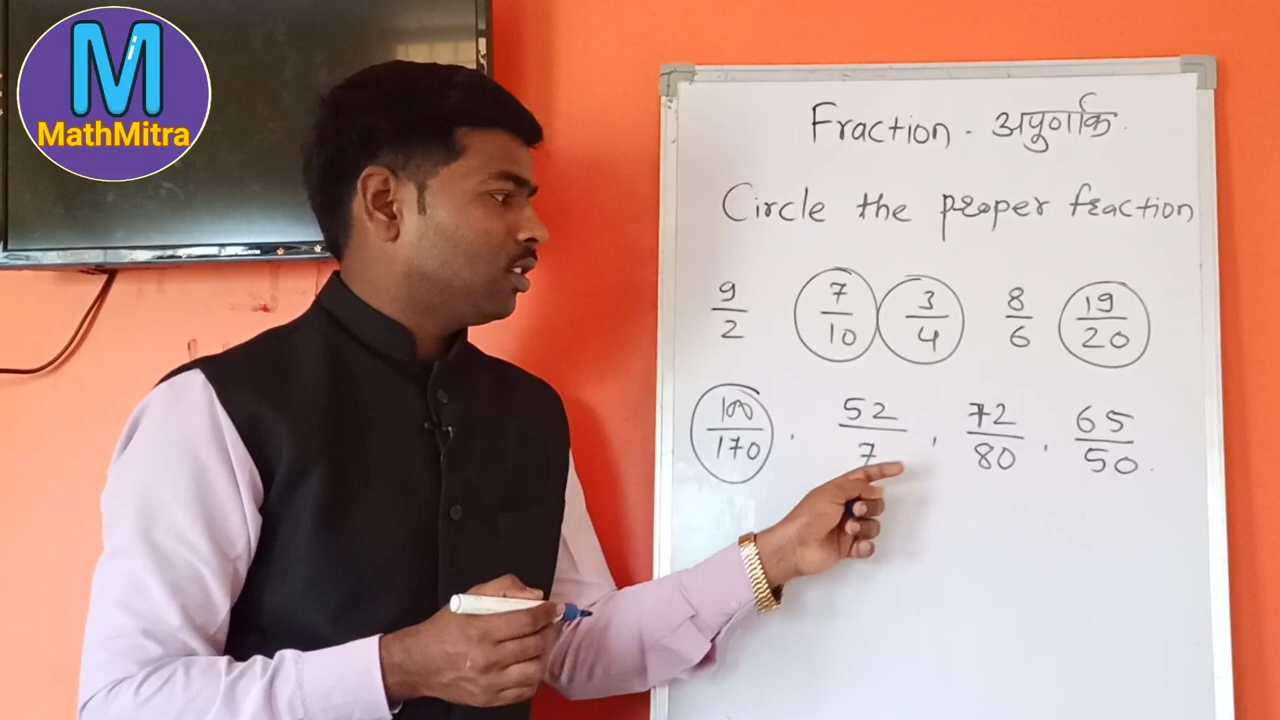 M
MathMitra
Fraction - अपुर्णांक.
Circle the proper fraction
9/2 7/10 3/4 8/6 19/20
100/170 , 52/7 , 72/80 , 65/50 .